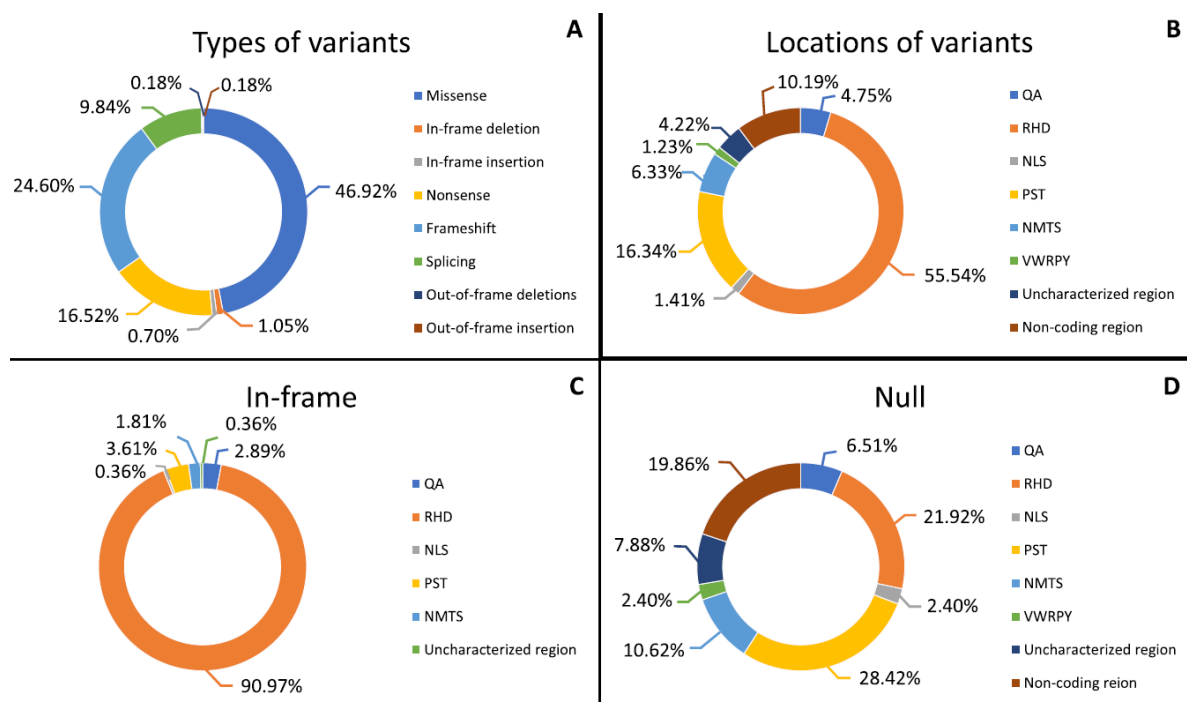 A
Types of variants
0.18%
0.18%
9.84%
24.60%
46.92%
16.52%
0.70%
1.05%
Missense
In-frame deletion
In-frame insertion
Nonsense
Frameshift
Splicing
Out-of-frame deletions
Out-of-frame insertion
B
Locations of variants
10.19%
4.75%
4.22%
1.23%
6.33%
16.34%
1.41%
55.54%
QA
RHD
NLS
PST
NMTS
VWRPY
Uncharacterized region
Non-coding region
C
In-frame
1.81%
0.36%
3.61%
2.89%
0.36%
90.97%
QA
RHD
NLS
PST
NMTS
Uncharacterized region
D
Null
6.51%
19.86%
21.92%
7.88%
2.40%
2.40%
10.62%
28.42%
QA
RHD
NLS
PST
NMTS
VWRPY
Uncharacterized region
Non-coding reion